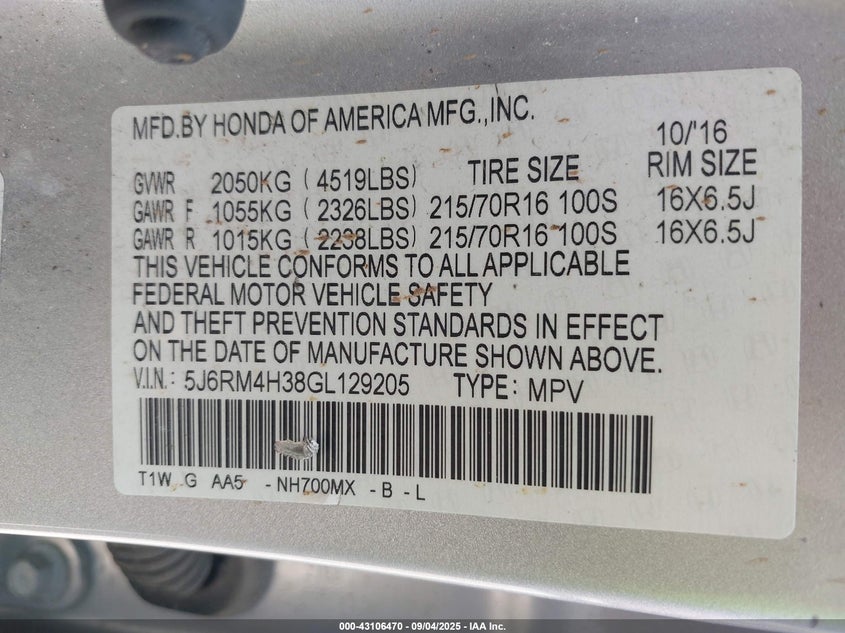 MFD.BY HONDA OF AMERICA MFG.,INC.
10/'16
GVWR 2050KG ( 4519LBS) TIRE SIZE RIM SIZE
GAWR F 1055KG ( 2326LBS) 215/70R16 100S 16X6.5J
GAWR R 1015KG ( 2238LBS) 215/70R16 100S 16X6.5J
THIS VEHICLE CONFORMS TO ALL APPLICABLE
FEDERAL MOTOR VEHICLE SAFETY
AND THEFT PREVENTION STANDARDS IN EFFECT
ON THE DATE OF MANUFACTURE SHOWN ABOVE.
V.I.N.: 5J6RM4H38GL129205 TYPE: MPV
T1W G AA5 - NH700MX - B - L
000-43106470 - 09/04/2025 - IAA Inc.